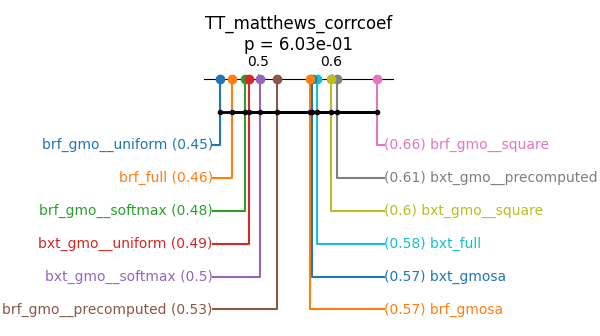 TT_matthews_corrcoef
p = 6.03e-01
0.5 0.6
brf_gmo__uniform (0.45)
(0.66) brf_gmo__square
brf_full (0.46)
(0.61) bxt_gmo__precomputed
brf_gmo__softmax (0.48)
(0.6) bxt_gmo__square
bxt_gmo__uniform (0.49)
(0.58) bxt_full
bxt_gmo__softmax (0.5)
(0.57) bxt_gmosa
brf_gmo__precomputed (0.53)
(0.57) brf_gmosa